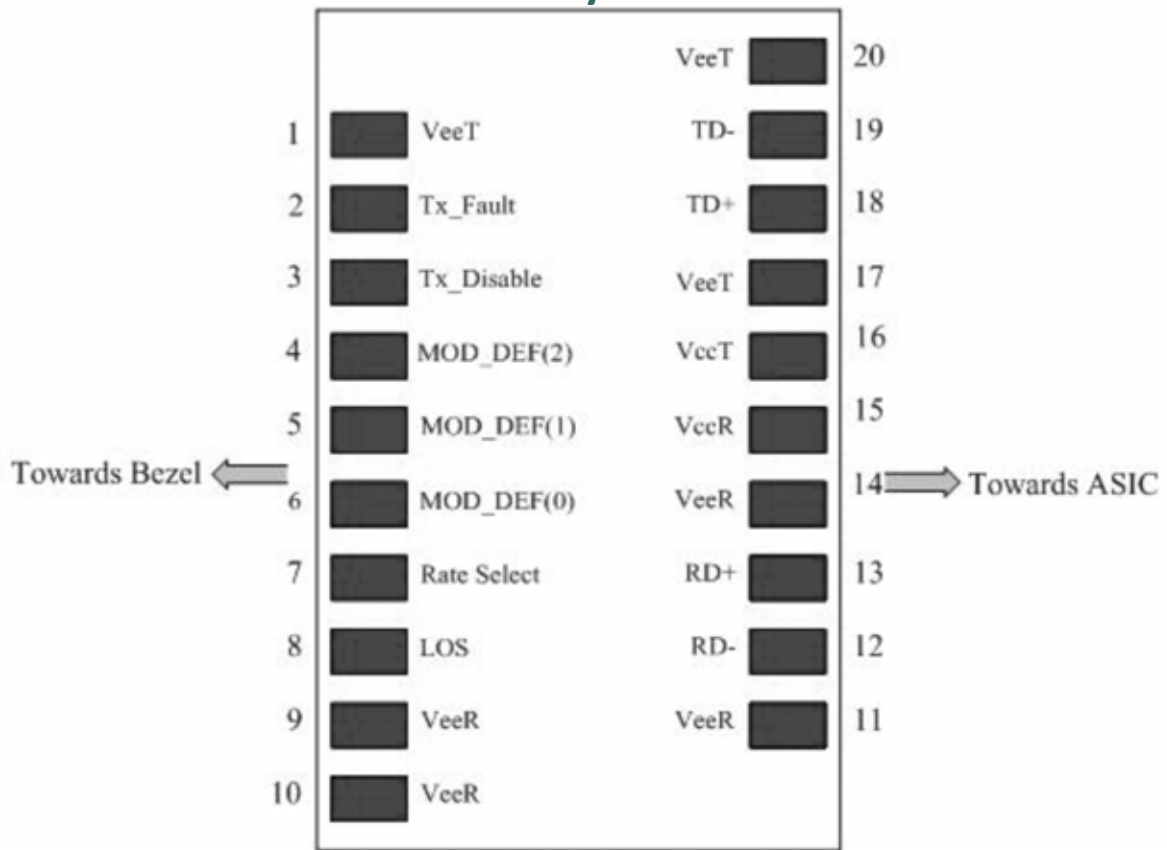 VeeT 20
1 VeeT TD- 19
2 Tx_Fault TD+ 18
3 Tx_Disable VeeT 17
4 MOD_DEF(2) VccT 16
5 MOD_DEF(1) VccR 15
Towards Bezel
6 MOD_DEF(0) VeeR 14 Towards ASIC
7 Rate Select RD+ 13
8 LOS RD- 12
9 VeeR VeeR 11
10 VeeR